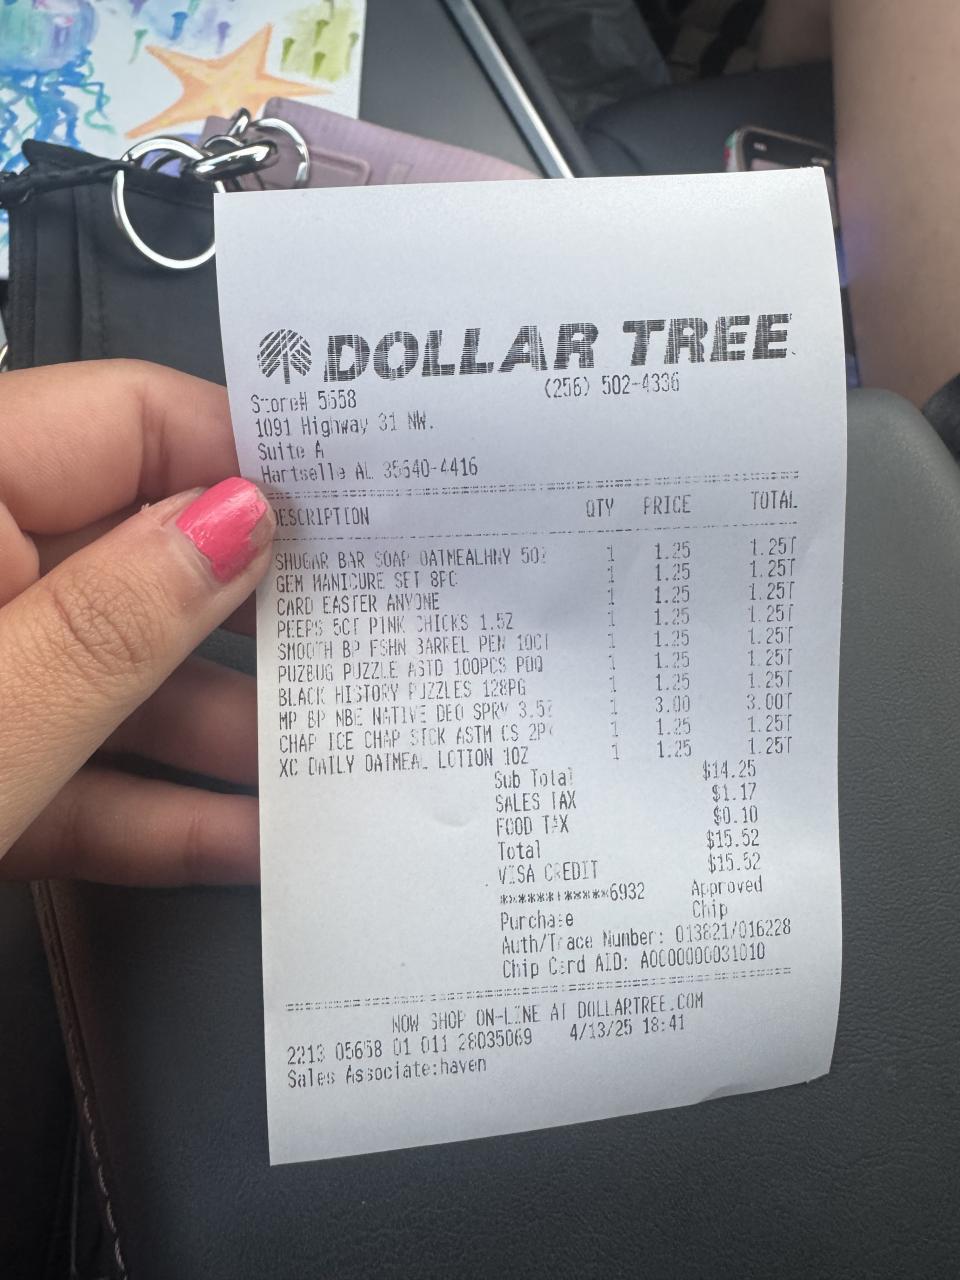 DOLLAR TREE
Store# 5658 (256) 502-4336
1091 Highway 31 NW.
Suite A
Hartselle AL 35640-4416
DESCRIPTION QTY PRICE TOTAL
SHUGAR BAR SOAP OATMEALHNY 5OZ 1 1.25 1.25T
GEM MANICURE SET 8PC 1 1.25 1.25T
CARD EASTER ANYONE 1 1.25 1.25T
PEEPS 5CT PINK CHICKS 1.5Z 1 1.25 1.25T
SMOOTH BP FSHN BARREL PEN 10CT 1 1.25 1.25T
PUZBUG PUZZLE ASTD 100PCS PDQ 1 1.25 1.25T
BLACK HISTORY PUZZLES 128PG 1 1.25 1.25T
MP BP NBE NATIVE DEO SPRY 3.5Z 1 3.00 3.00T
CHAP ICE CHAP STCK ASTM CS 2PK 1 1.25 1.25T
XC DAILY OATMEAL LOTION 10Z 1 1.25 1.25T
Sub Total $14.25
SALES TAX $1.17
FOOD TAX $0.10
Total $15.52
VISA CREDIT $15.52
************6932 Approved
Purchase Chip
Auth/Trace Number: 013821/016228
Chip Card AID: A0000000031010
NOW SHOP ON-LINE AT DOLLARTREE.COM
2213 05658 01 011 28035069 4/13/25 18:41
Sales Associate:haven